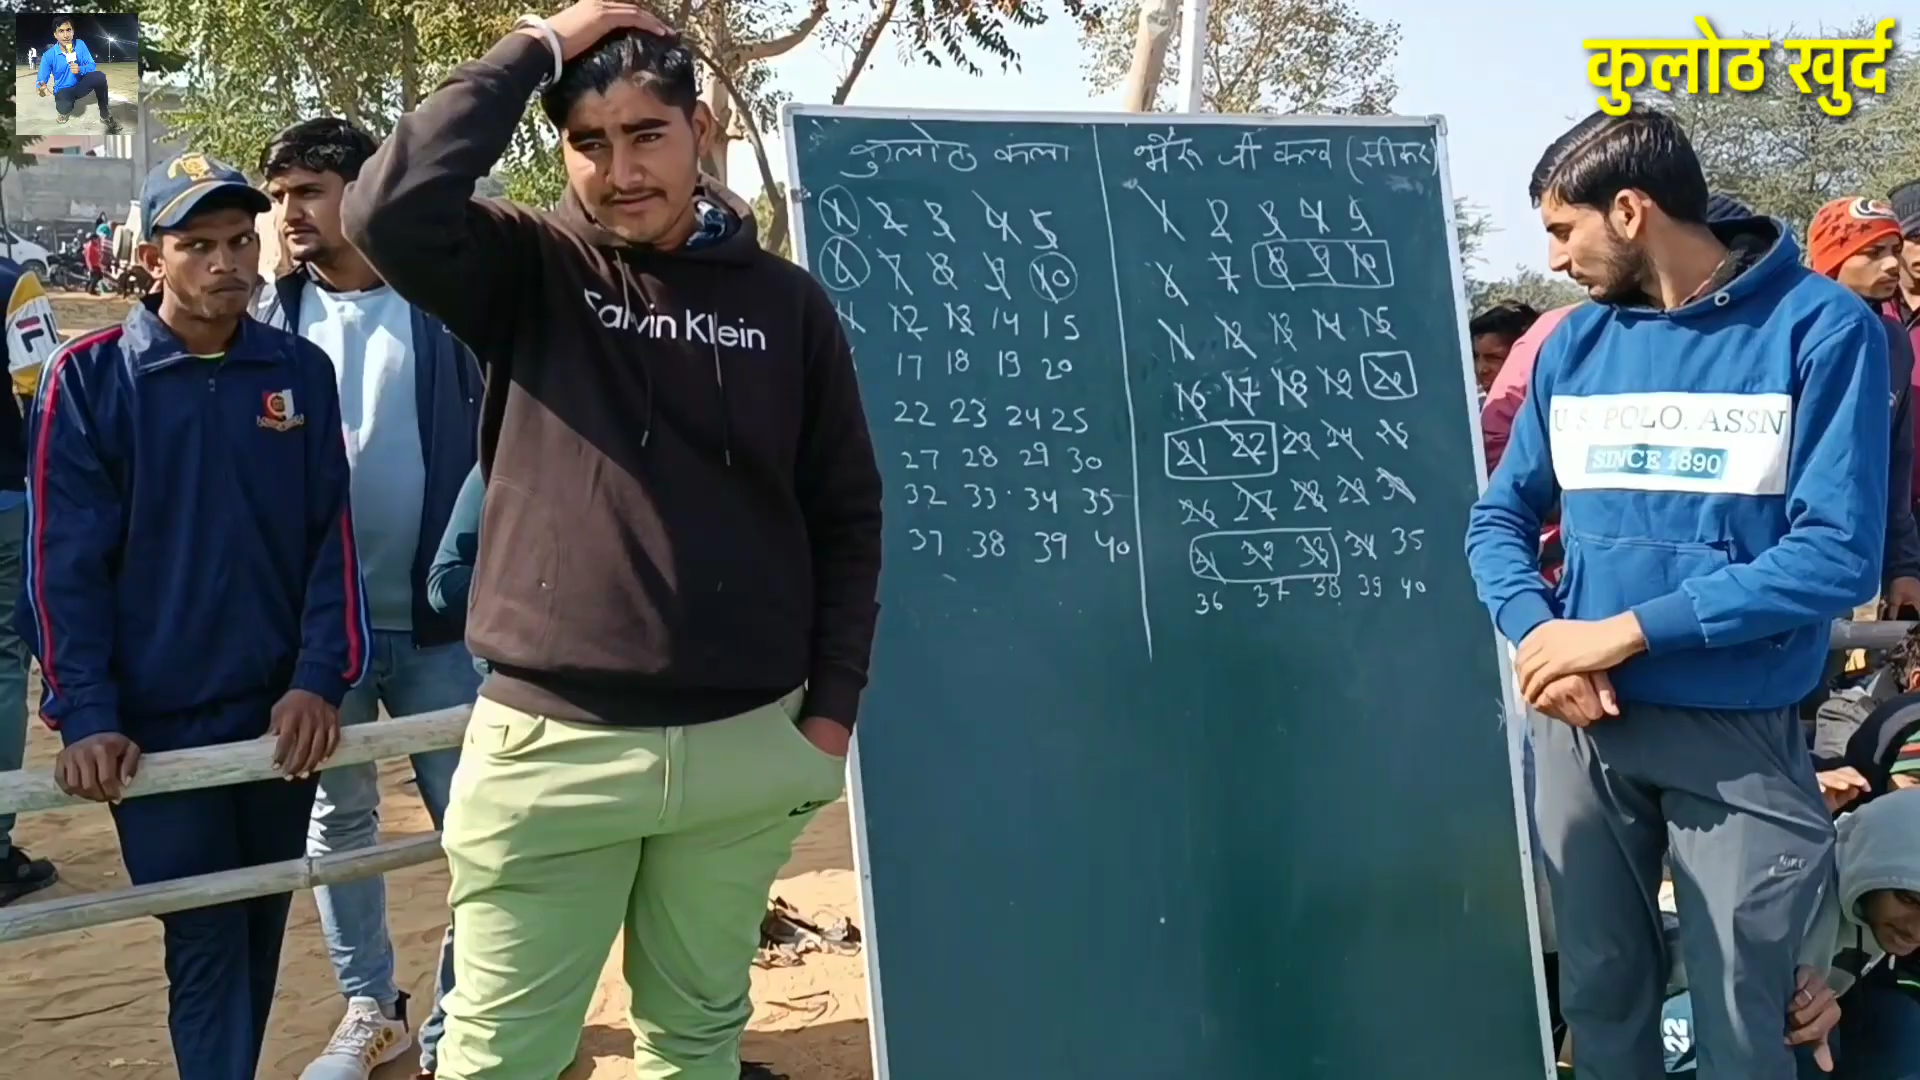 कुलोठ खुर्द
कुलोठ कला
1 2 3 4 5
6 7 8 9 10
11 12 13 14 15
17 18 19 20
22 23 24 25
27 28 29 30
32 33 34 35
37 38 39 40
भैरू जी कल्ब (सीकर)
1 2 3 4 5
6 7 8 9 10
11 12 13 14 15
16 17 18 19 20
21 22 23 24 25
26 27 28 29 30
31 32 33 34 35
36 37 38 39 40
Calvin Klein
U.S. POLO. ASSN
SINCE 1890
FILA
NIKE
22